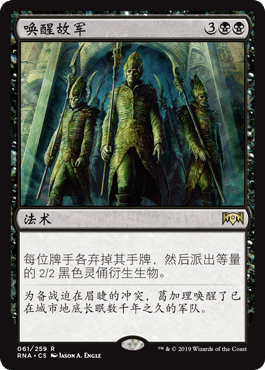 唤醒故军 3
法术
每位牌手各弃掉其手牌，然后派出等量
的 2/2 黑色灵俑衍生生物。
为备战迫在眉睫的冲突，葛加理唤醒了已
在城市地底长眠数千年之久的军队。
061/259 R
RNA • CS JASON A. ENGLE
™ & © 2019 Wizards of the Coast